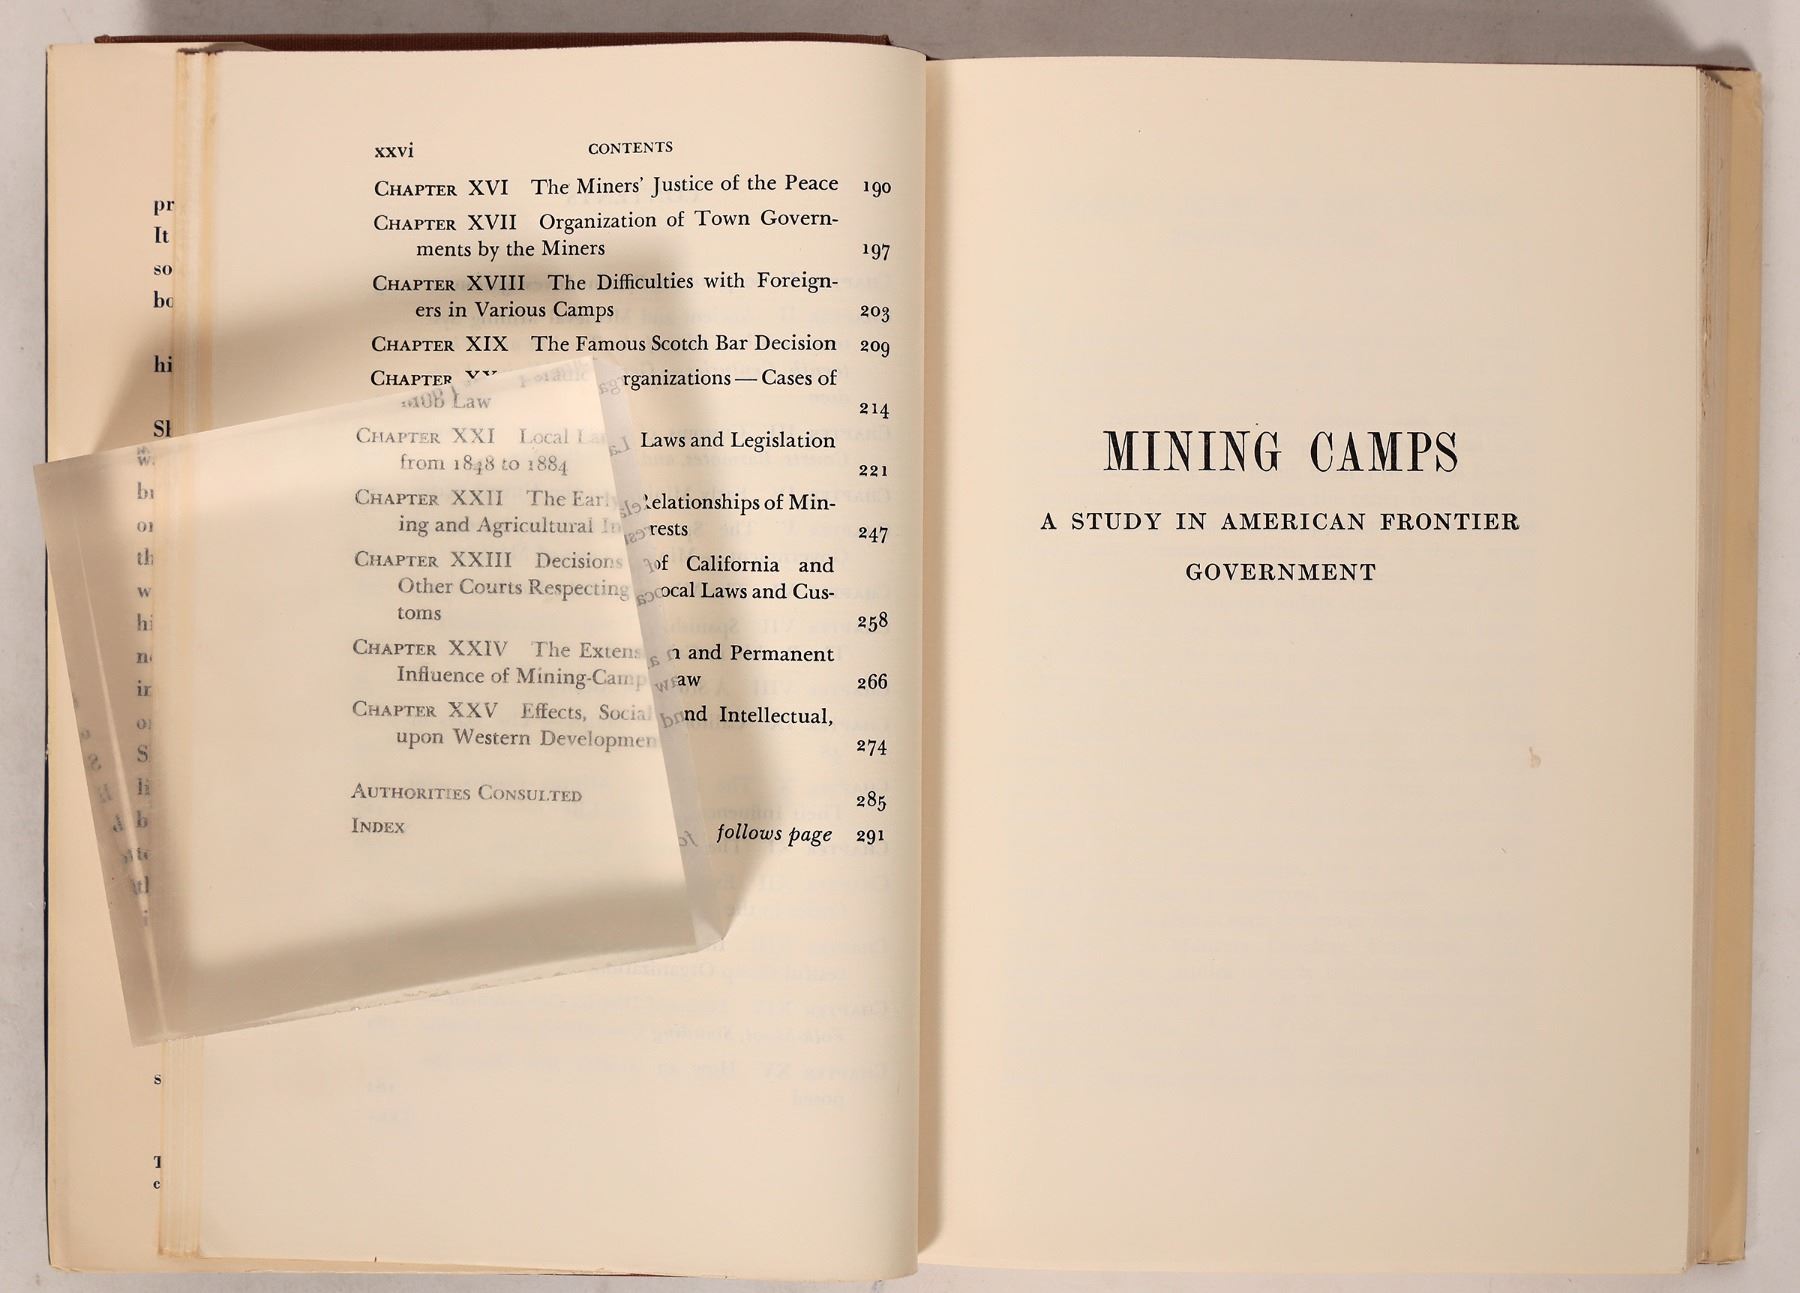 xxvi CONTENTS
CHAPTER XVI The Miners' Justice of the Peace 190
CHAPTER XVII Organization of Town Govern-
ments by the Miners 197
CHAPTER XVIII The Difficulties with Foreign-
ers in Various Camps 203
CHAPTER XIX The Famous Scotch Bar Decision 209
CHAPTER rganizations — Cases of
Mob Law 214
CHAPTER XXI Local Land Laws and Legislation
from 1848 to 1884 221
CHAPTER XXII The Early Relationships of Min-
ing and Agricultural Interests 247
CHAPTER XXIII Decisions of California and
Other Courts Respecting Local Laws and Cus-
toms 258
CHAPTER XXIV The Extension and Permanent
Influence of Mining-Camp Law 266
CHAPTER XXV Effects, Social and Intellectual,
upon Western Development 274
AUTHORITIES CONSULTED 285
INDEX follows page 291
MINING CAMPS
A STUDY IN AMERICAN FRONTIER
GOVERNMENT